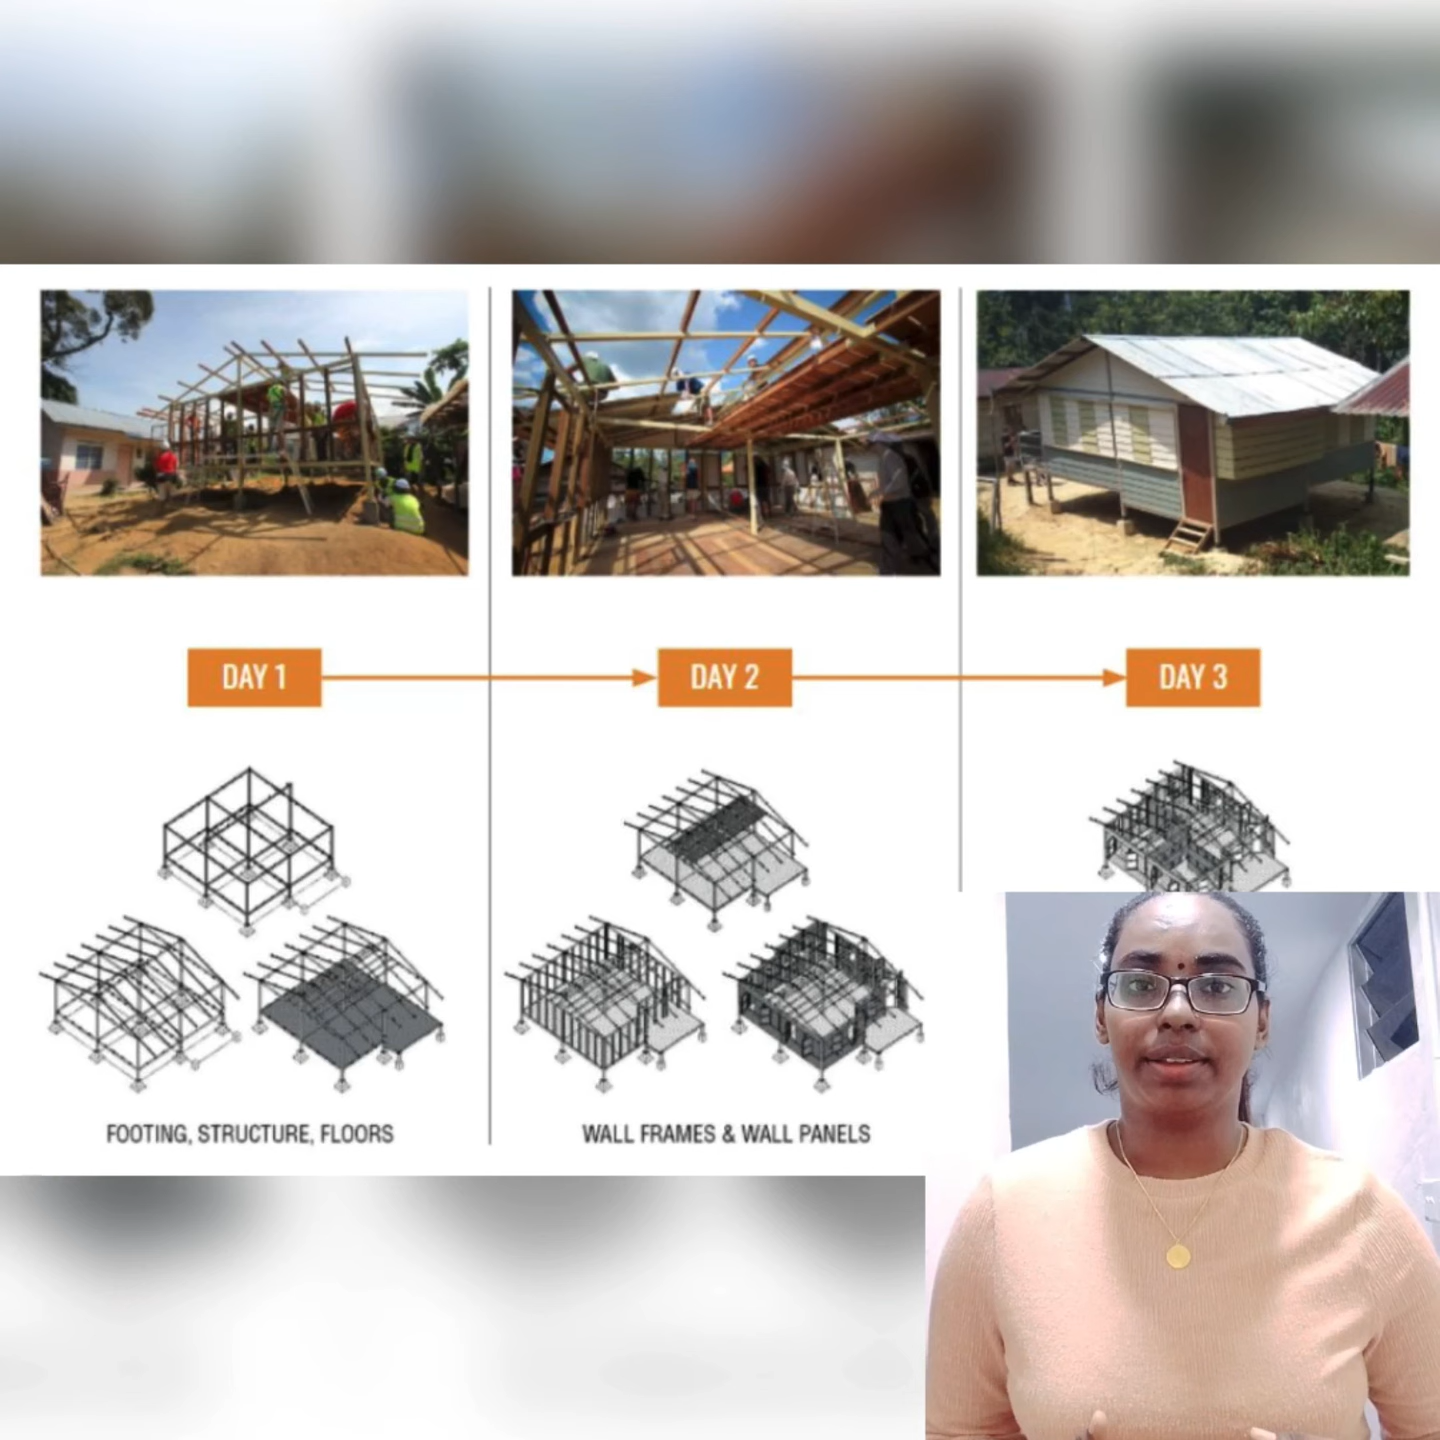 DAY 1
DAY 2
DAY 3
FOOTING, STRUCTURE, FLOORS
WALL FRAMES & WALL PANELS